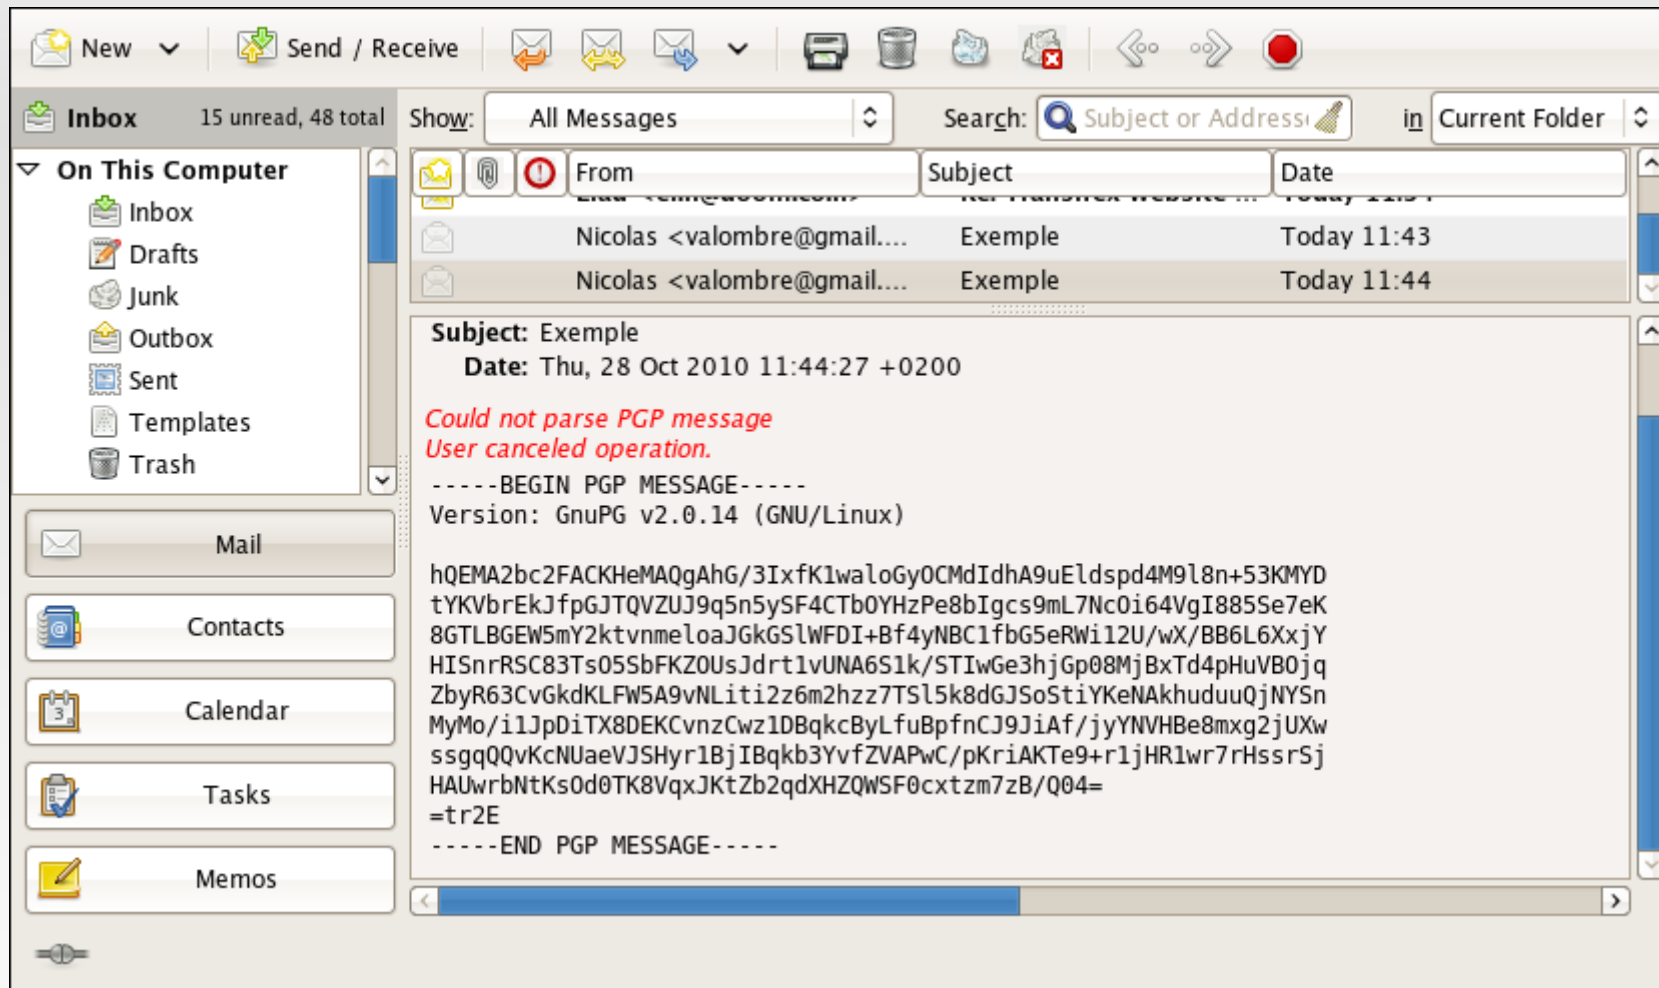 New
Send / Receive
Inbox 15 unread, 48 total
Show: All Messages
Search: Subject or Address
in Current Folder
On This Computer
Inbox
Drafts
Junk
Outbox
Sent
Templates
Trash
Mail
Contacts
Calendar
Tasks
Memos
From Subject Date
Nicolas <valombre@gmail.... Exemple Today 11:43
Nicolas <valombre@gmail.... Exemple Today 11:44
Subject: Exemple
Date: Thu, 28 Oct 2010 11:44:27 +0200
Could not parse PGP message
User canceled operation.
-----BEGIN PGP MESSAGE-----
Version: GnuPG v2.0.14 (GNU/Linux)
hQEMA2bc2FACKHeMAQgAhG/3IxfK1waloGyOCMdIdhA9uEldspd4M9l8n+53KMYD
tYKVbrEkJfpGJTQVZUJ9q5n5ySF4CTbOYHzPe8bIgcs9mL7NcOi64VgI885Se7eK
8GTLBGEW5mY2ktvnmeloaJGkGSlWFDI+Bf4yNBC1fbG5eRWi12U/wX/BB6L6XxjY
HISnrRSC83TsO5SbFKZOUsJdrt1vUNA6S1k/STIwGe3hjGp08MjBxTd4pHuVBOjq
ZbyR63CvGkdKLFW5A9vNLiti2z6m2hzz7TSl5k8dGJSoStiYKeNAkhuduuQjNYSn
MyMo/i1JpDiTX8DEKCvnzCwz1DBqkcByLfuBpfnCJ9JiAf/jyYNVHBe8mxg2jUXw
ssgqQQvKcNUaeVJSHyr1BjIBqkb3YvfZVAPwC/pKriAKTe9+r1jHR1wr7rHssrSj
HAUwrbNtKsOd0TK8VqxJKtZb2qdXHZQWSF0cxtzm7zB/Q04=
=tr2E
-----END PGP MESSAGE-----